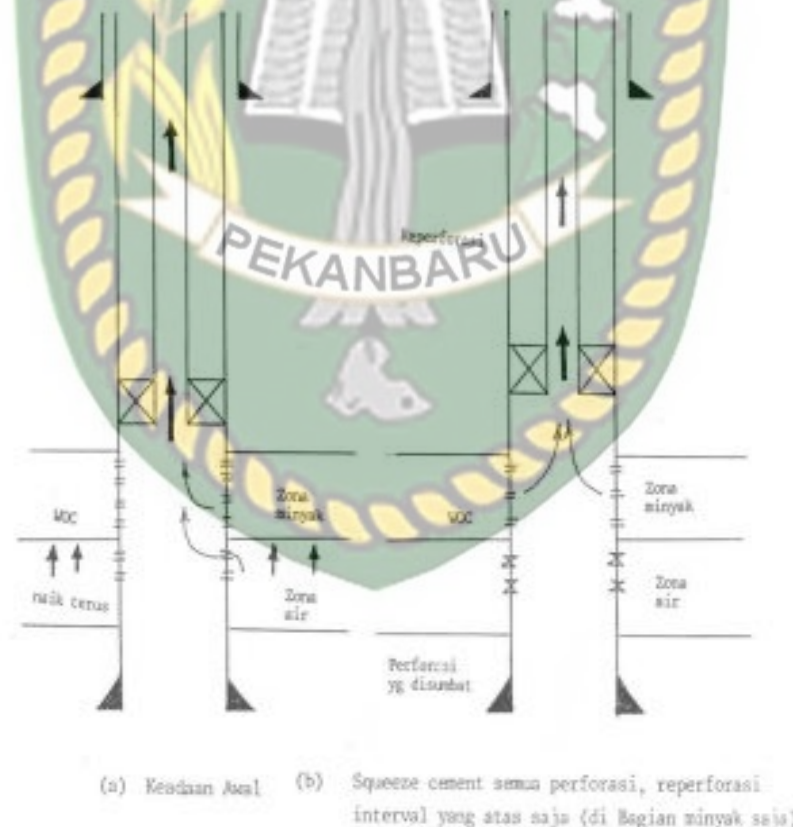 Reperforasi
PEKANBARU
Zona
minyak
WOC
WOC
Zona
minyak
naik terus
Zona
air
Zona
air
Perforasi
yg disumbat
(a) Keadaan Awal
(b) Squeeze cement semua perforasi, reperforasi
interval yang atas saja (di Bagian minyak saja)